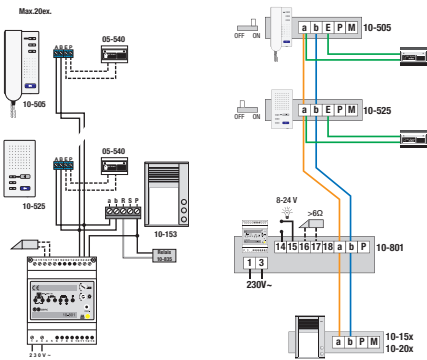 Max.20ex.
05-540
A B E P
10-505
05-540
A B E P
10-525
a b R S P
10-153
Relais
10-835
CE
230V~
10-505
a b E P M
OFF ON
10-525
a b E P M
OFF ON
8-24 V
>6Ω
14 15 16 17 18 a b P
10-801
1 3
230V~
a b P M
10-15x
10-20x